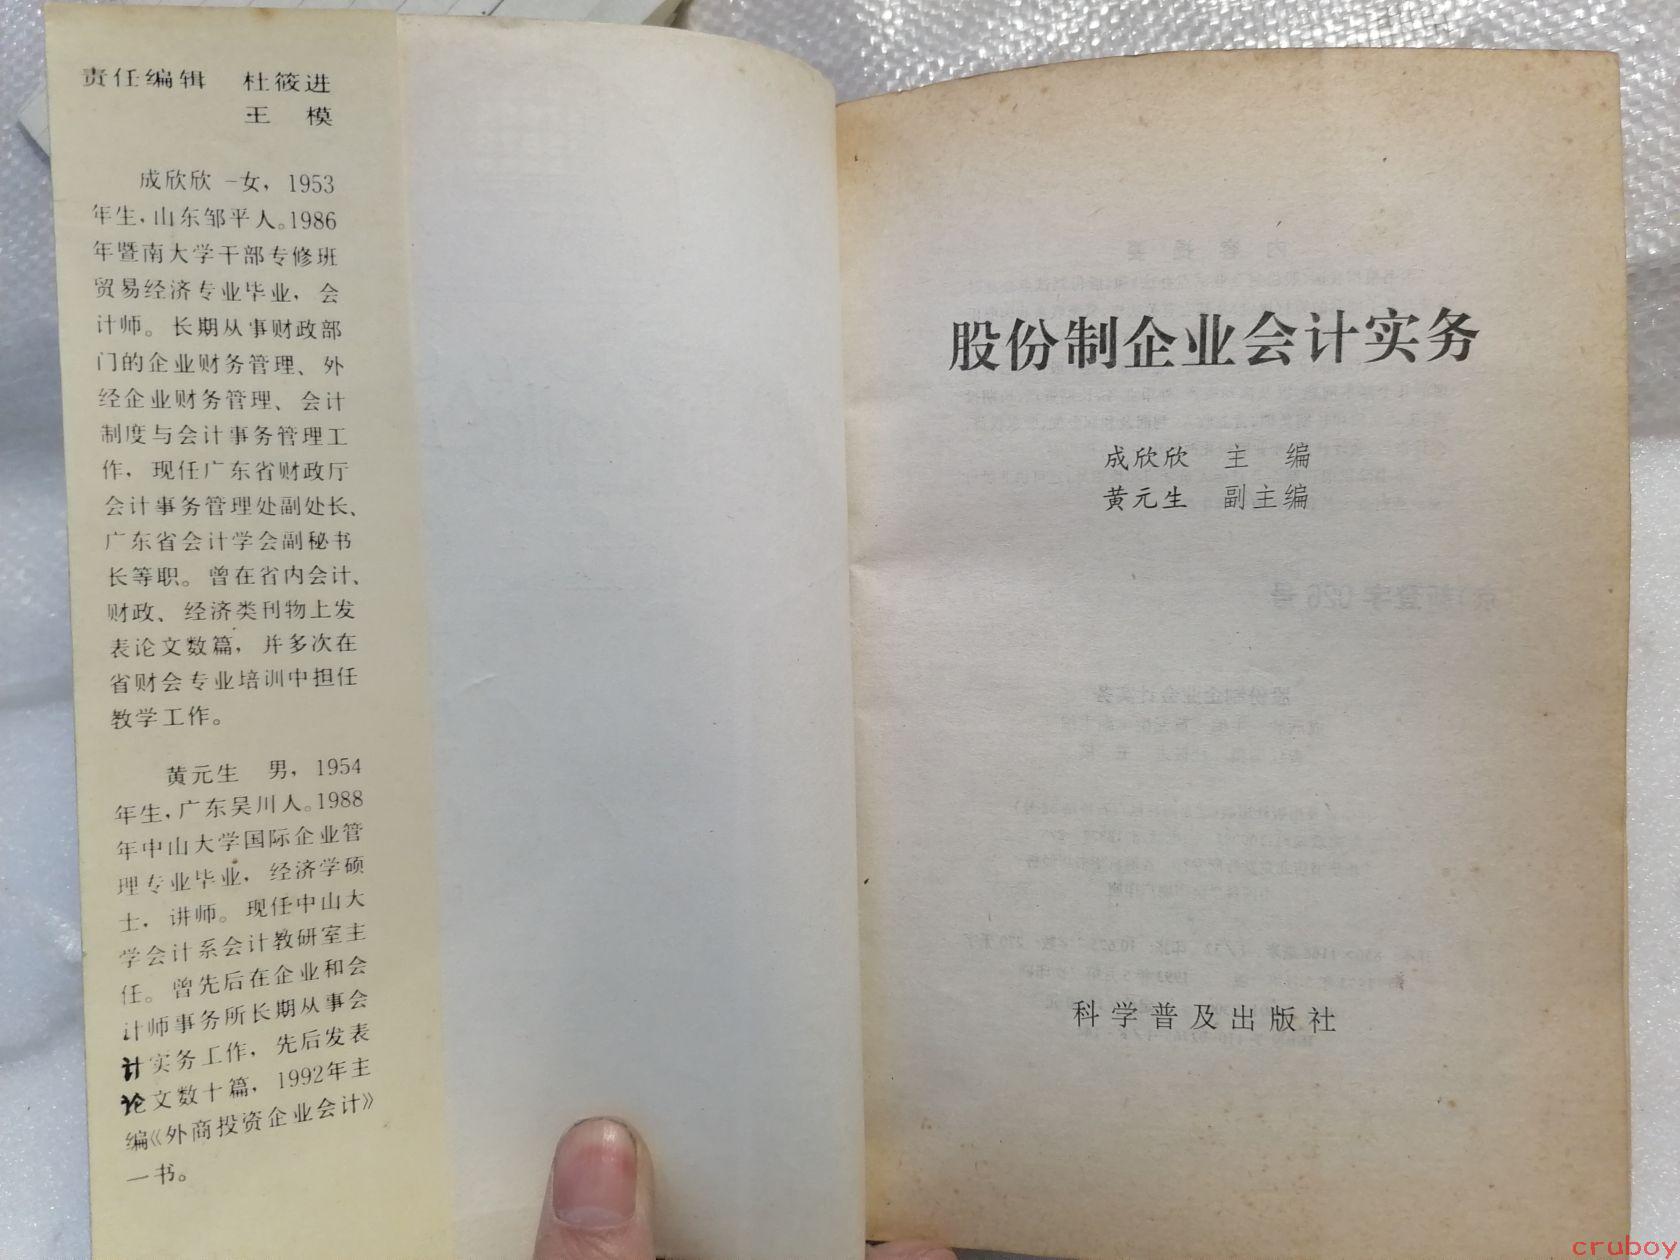 责任编辑 杜筱进
王 模
成欣欣 -女，1953
年生，山东邹平人。1986
年暨南大学干部专修班
贸易经济专业毕业，会
计师。长期从事财政部
门的企业财务管理、外
经企业财务管理、会计
制度与会计事务管理工
作，现任广东省财政厅
会计事务管理处副处长、
广东省会计学会副秘书
长等职。曾在省内会计、
财政、经济类刊物上发
表论文数篇，并多次在
省财会专业培训中担任
教学工作。
黄元生 男，1954
年生，广东吴川人。1988
年中山大学国际企业管
理专业毕业，经济学硕
士，讲师。现任中山大
学会计系会计教研室主
任。曾先后在企业和会
计师事务所长期从事会
计实务工作，先后发表
论文数十篇，1992年主
编《外商投资企业会计》
一书。
股份制企业会计实务
成欣欣 主 编
黄元生 副主编
科学普及出版社
cruboy